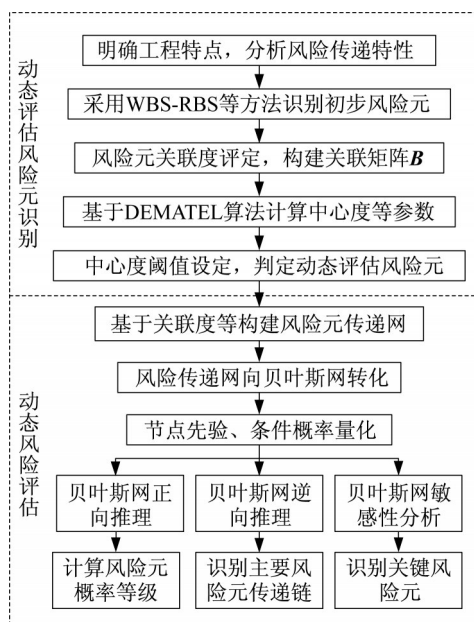 动态评估风险元识别
明确工程特点，分析风险传递特性
采用WBS-RBS等方法识别初步风险元
风险元关联度评定，构建关联矩阵B
基于DEMATEL算法计算中心度等参数
中心度阈值设定，判定动态评估风险元
动态风险评估
基于关联度等构建风险元传递网
风险传递网向贝叶斯网转化
节点先验、条件概率量化
贝叶斯网正
向推理
贝叶斯网逆
向推理
贝叶斯网敏
感性分析
计算风险元
概率等级
识别主要风
险元传递链
识别关键风
险元